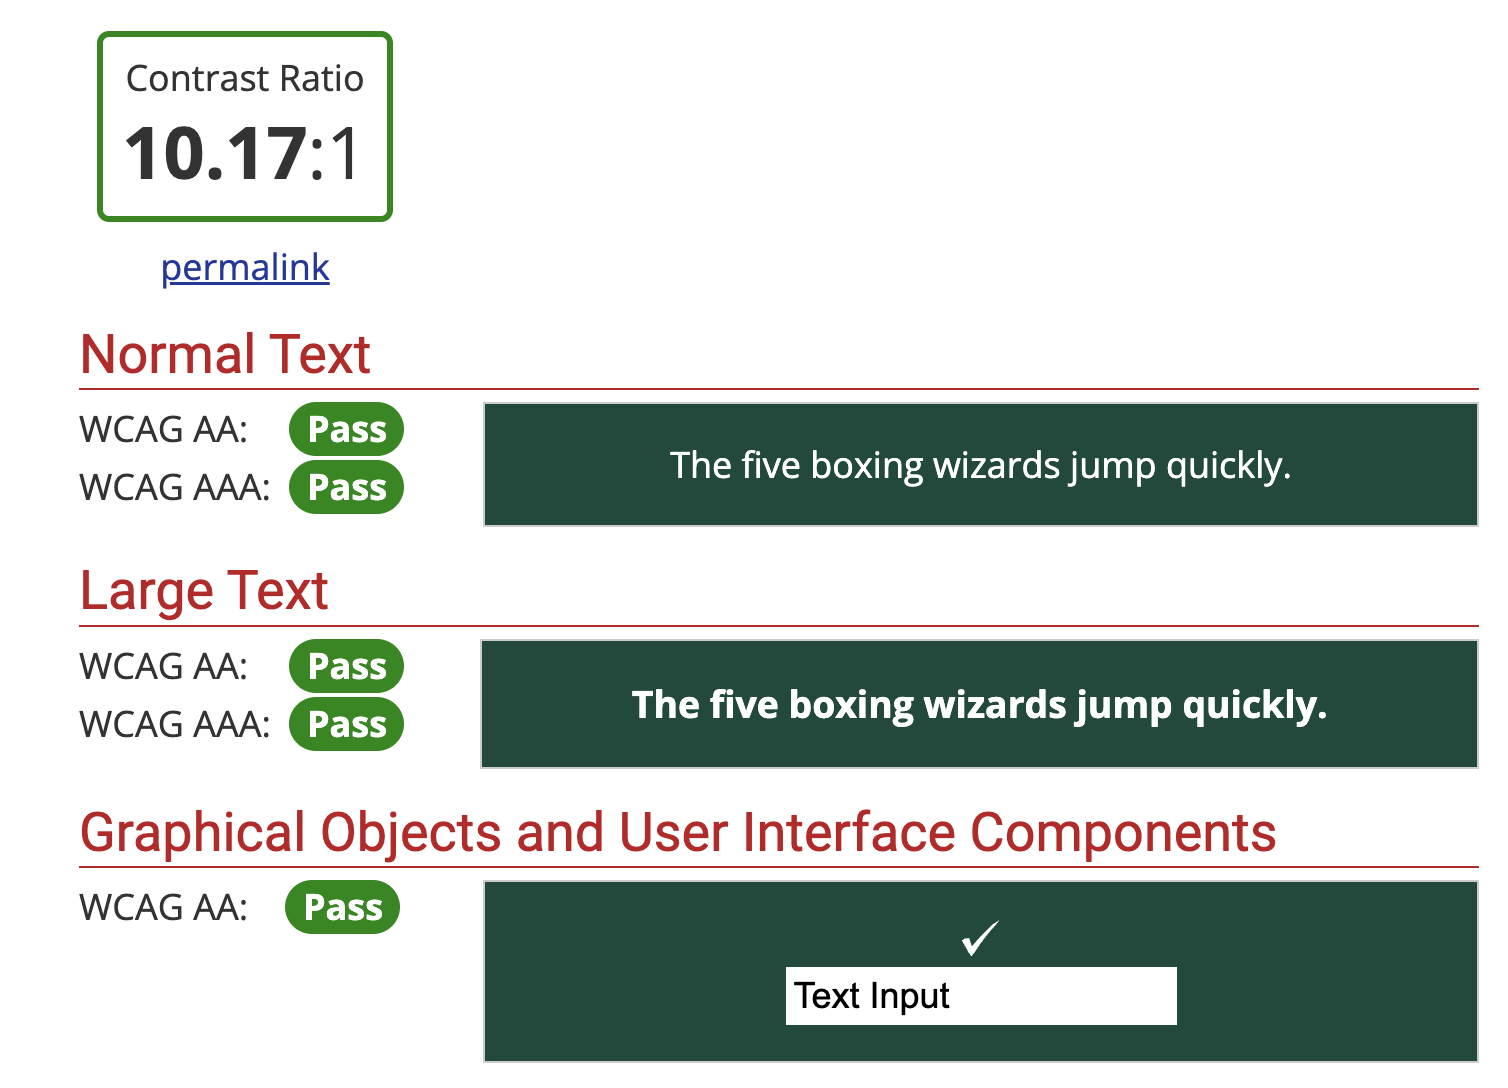 Contrast Ratio
10.17:1
permalink
Normal Text
WCAG AA: Pass
WCAG AAA: Pass
The five boxing wizards jump quickly.
Large Text
WCAG AA: Pass
WCAG AAA: Pass
The five boxing wizards jump quickly.
Graphical Objects and User Interface Components
WCAG AA: Pass
✓
Text Input